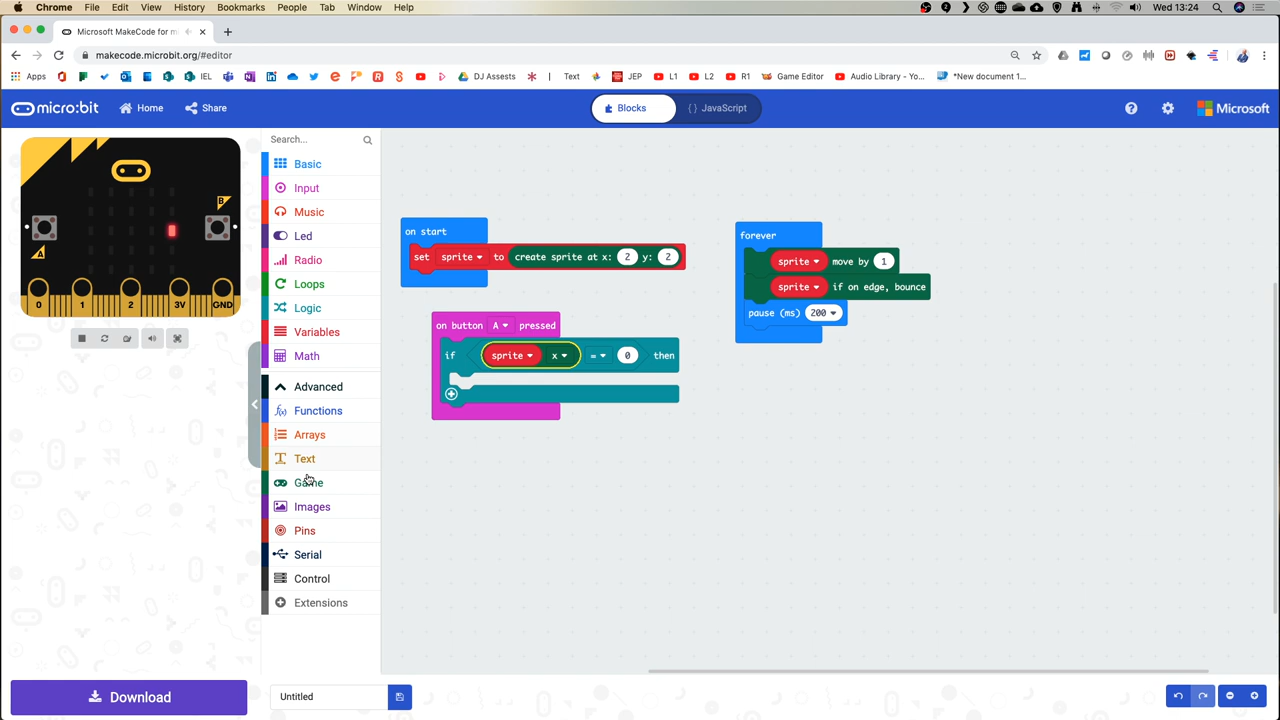 Chrome File Edit View History Bookmarks People Tab Window Help
Wed 13:24
Microsoft MakeCode for m
makecode.microbit.org/#editor
Apps IEL DJ Assests Text JEP L1 L2 R1 Game Editor Audio Library - Yo... *New document 1...
micro:bit Home Share Blocks {} JavaScript Microsoft
A
B
0 1 2 3V GND
Search...
Basic
Input
Music
Led
Radio
Loops
Logic
Variables
Math
Advanced
Functions
Arrays
Text
Game
Images
Pins
Serial
Control
Extensions
on start
set sprite to create sprite at x: 2 y: 2
on button A pressed
if sprite x = 0 then
forever
sprite move by 1
sprite if on edge, bounce
pause (ms) 200
Download
Untitled